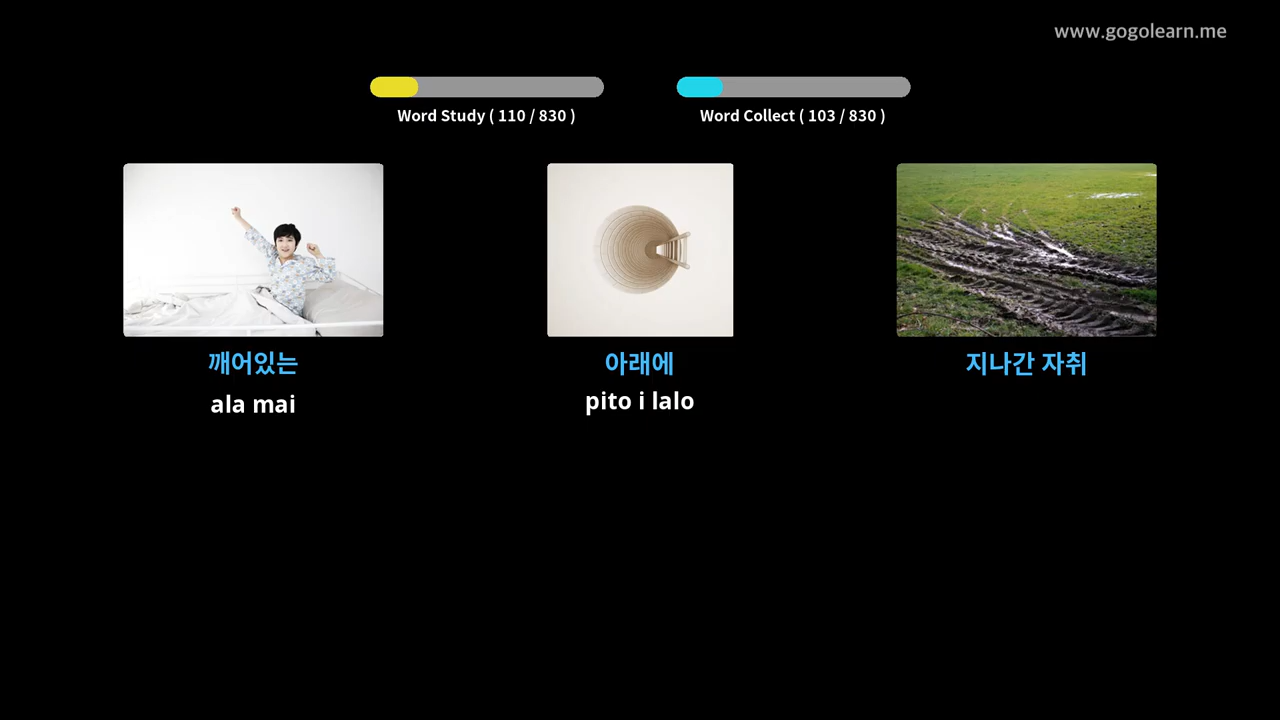 www.gogolearn.me
Word Study ( 110 / 830 )
Word Collect ( 103 / 830 )
깨어있는
아래에
지나간 자취
ala mai
pito i lalo